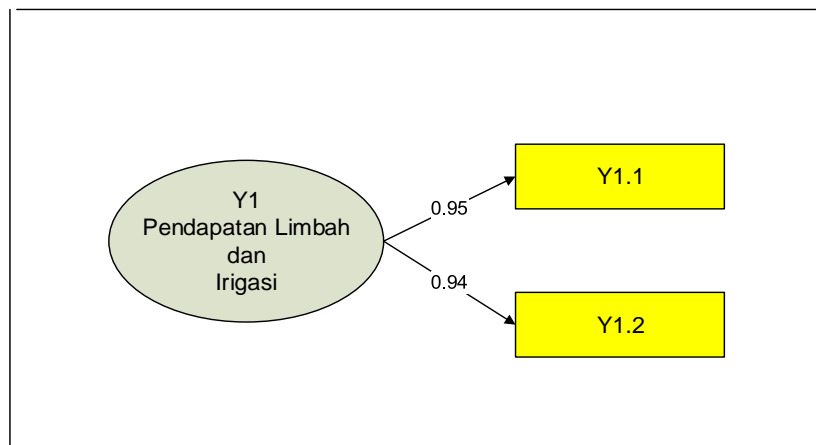 Y1
Pendapatan Limbah
dan
Irigasi
0.95
0.94
Y1.1
Y1.2